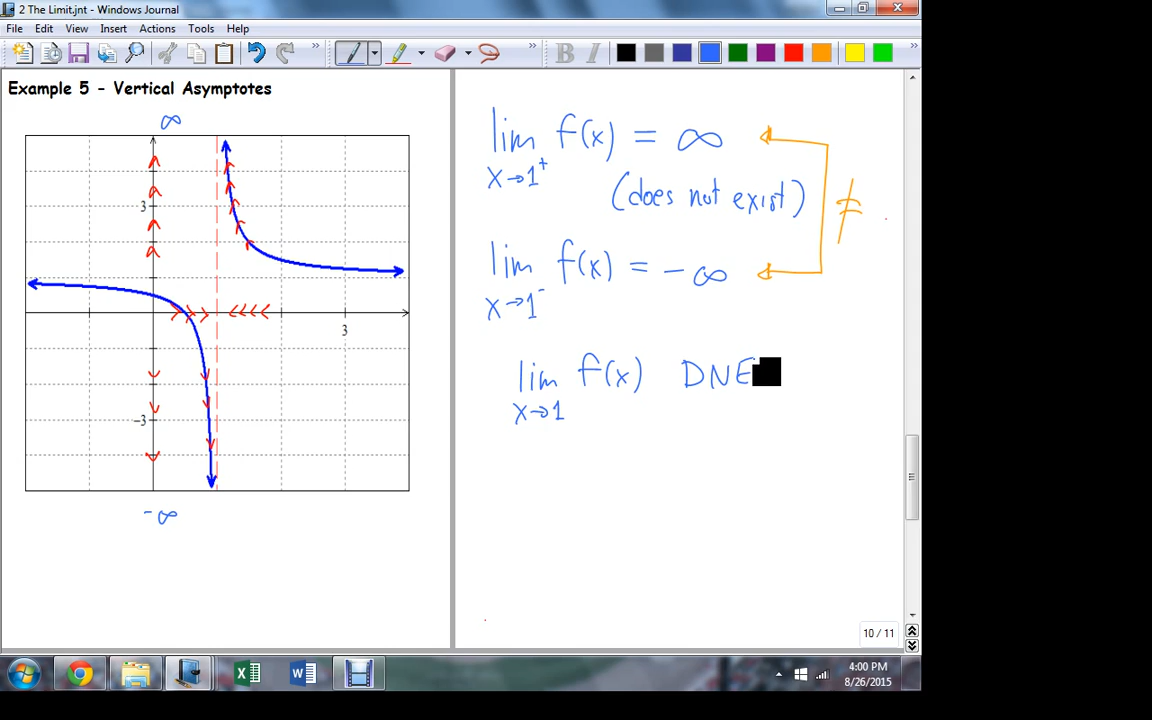 2 The Limit.jnt - Windows Journal
File Edit View Insert Actions Tools Help
B I
Example 5 - Vertical Asymptotes
∞
3
3
-3
-∞
lim f(x) = ∞
x→1⁺
(does not exist)
≠
lim f(x) = -∞
x→1⁻
lim f(x) DNE
x→1
10 / 11
4:00 PM
8/26/2015